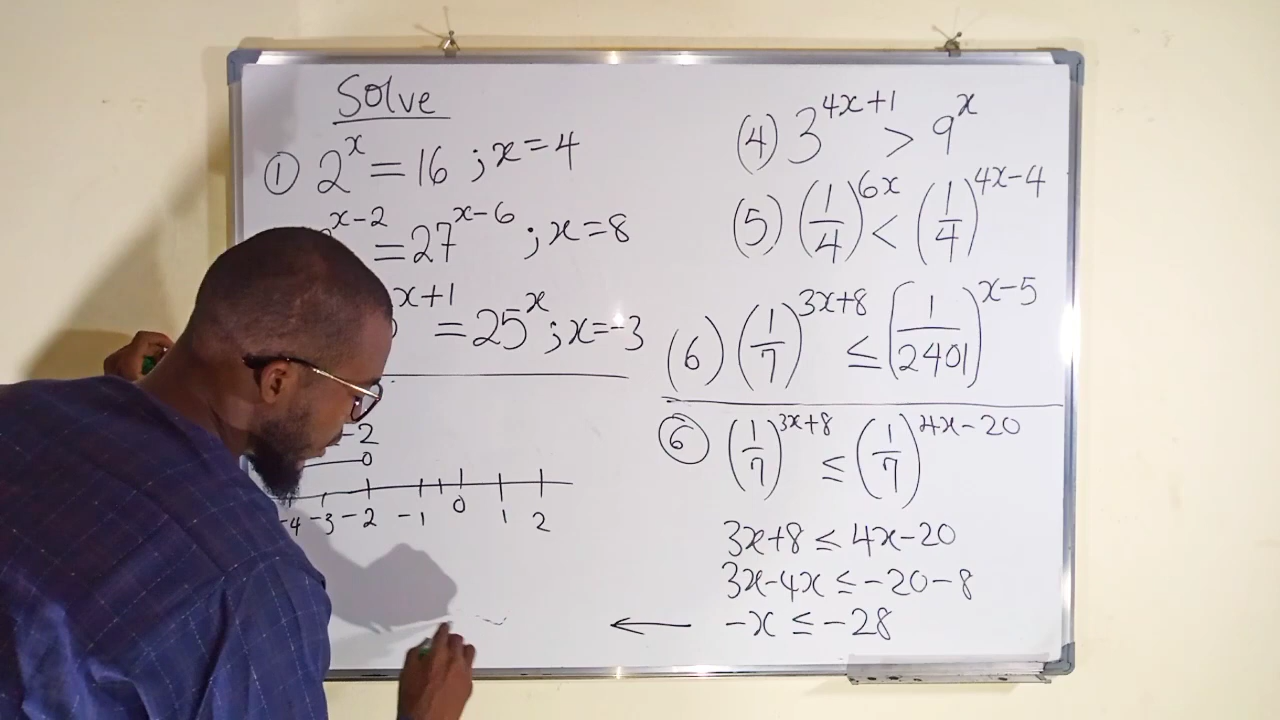 Solve
① 2^x = 16 ; x = 4
x-2 = 27^(x-6) ; x = 8
x+1 = 25^x ; x = -3
-2
-4 -3 -2 -1 0 1 2
(4) 3^(4x+1) > 9^x
(5) (1/4)^(6x) < (1/4)^(4x-4)
(6) (1/7)^(3x+8) ≤ (1/2401)^(x-5)
⑥ (1/7)^(3x+8) ≤ (1/7)^(4x-20)
3x+8 ≤ 4x-20
3x-4x ≤ -20-8
← -x ≤ -28